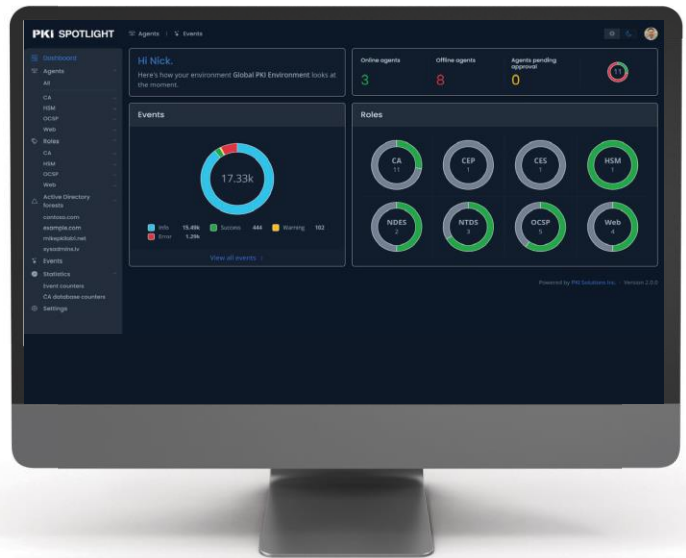 PKI SPOTLIGHT
Agents
Events
Dashboard
Agents
All
CA
HSM
OCSP
Web
Roles
CA
HSM
OCSP
Web
Active Directory
forests
contoso.com
example.com
sysadmins.lv
Events
Statistics
Event counters
CA database counters
Settings
Hi Nick.
Here's how your environment Global PKI Environment looks at
the moment.
Online agents
3
Offline agents
8
Agents pending
approval
0
11
Events
17.33k
Info 15.49k Success 444 Warning 102
Error 1.29k
View all events
Roles
CA
11
CEP
1
CES
1
HSM
1
NDES
2
NTDS
3
OCSP
5
Web
4
Powered by PKI Solutions Inc. Version 2.0.0